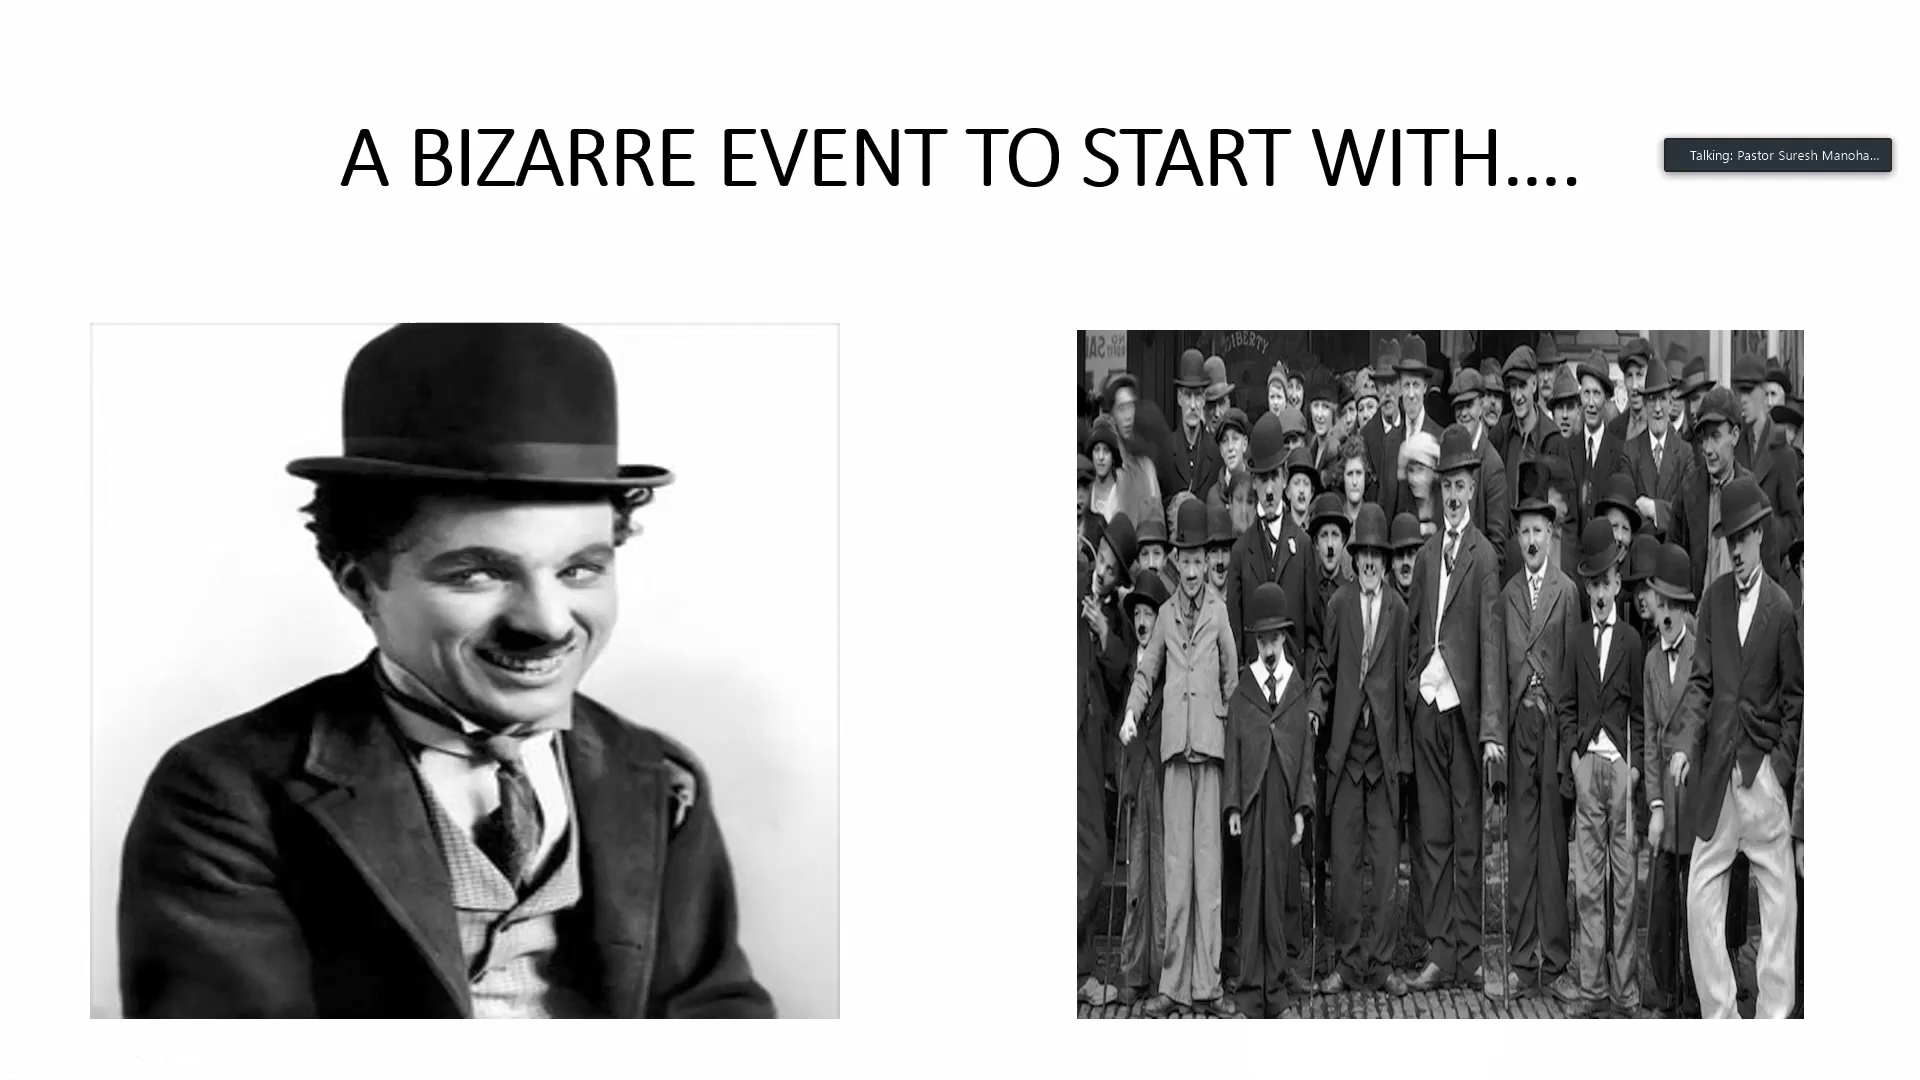 A BIZARRE EVENT TO START WITH....
Talking: Pastor Suresh Manoha...
LIBERTY